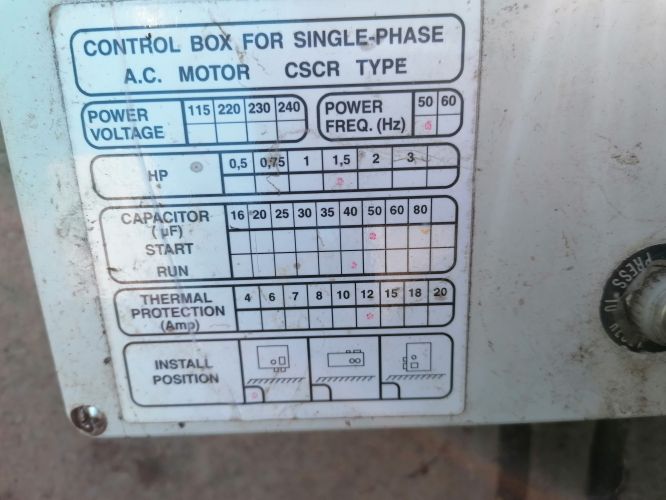 CONTROL BOX FOR SINGLE-PHASE
A.C. MOTOR CSCR TYPE
POWER VOLTAGE 115 220 230 240
POWER FREQ. (Hz) 50 60
HP 0,5 0,75 1 1,5 2 3
CAPACITOR (µF) 16 20 25 30 35 40 50 60 80
START
RUN
THERMAL PROTECTION (Amp) 4 6 7 8 10 12 15 18 20
INSTALL POSITION
PRESS TO